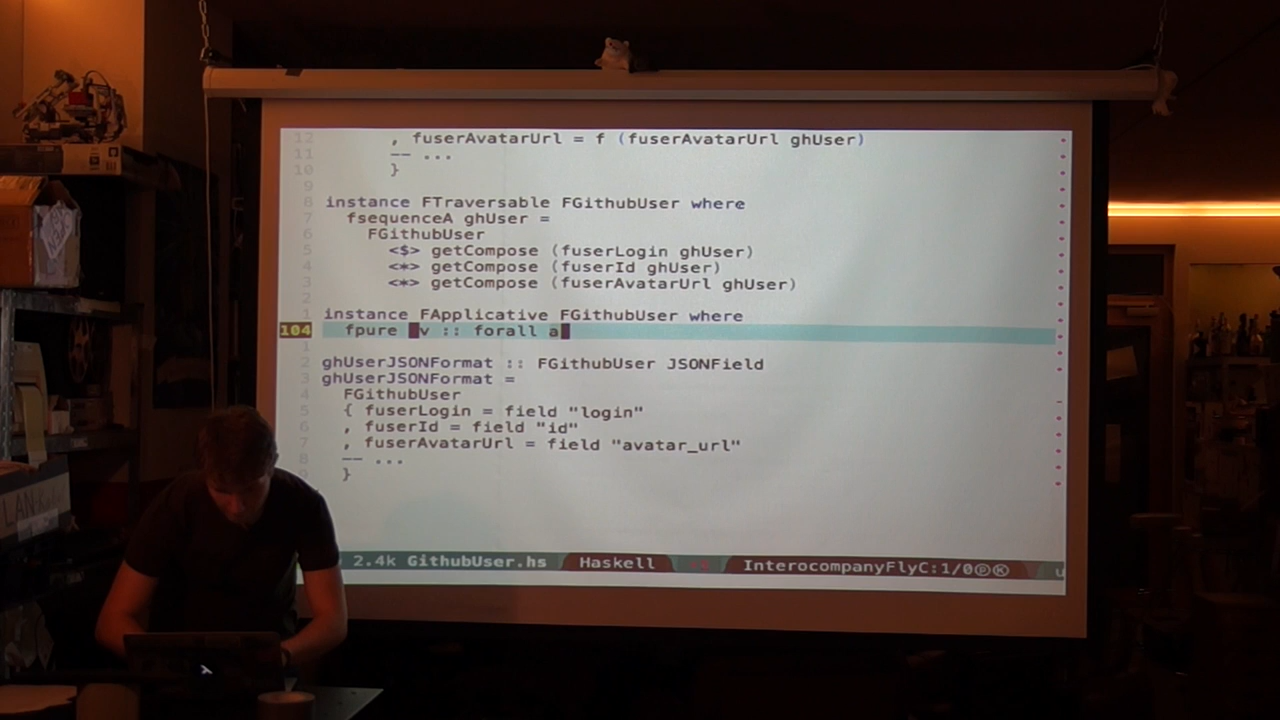 12 , fuserAvatarUrl = f (fuserAvatarUrl ghUser)
11 -- ...
10 }
9
8 instance FTraversable FGithubUser where
7 fsequenceA ghUser =
6 FGithubUser
5 <$> getCompose (fuserLogin ghUser)
4 <*> getCompose (fuserId ghUser)
3 <*> getCompose (fuserAvatarUrl ghUser)
2
1 instance FApplicative FGithubUser where
104 fpure v :: forall a
1
2 ghUserJSONFormat :: FGithubUser JSONField
3 ghUserJSONFormat =
4 FGithubUser
5 { fuserLogin = field "login"
6 , fuserId = field "id"
7 , fuserAvatarUrl = field "avatar_url"
8 -- ...
9 }
2.4k GithubUser.hs Haskell InterocompanyFlyC:1/0ⓟⓀ u
LAN